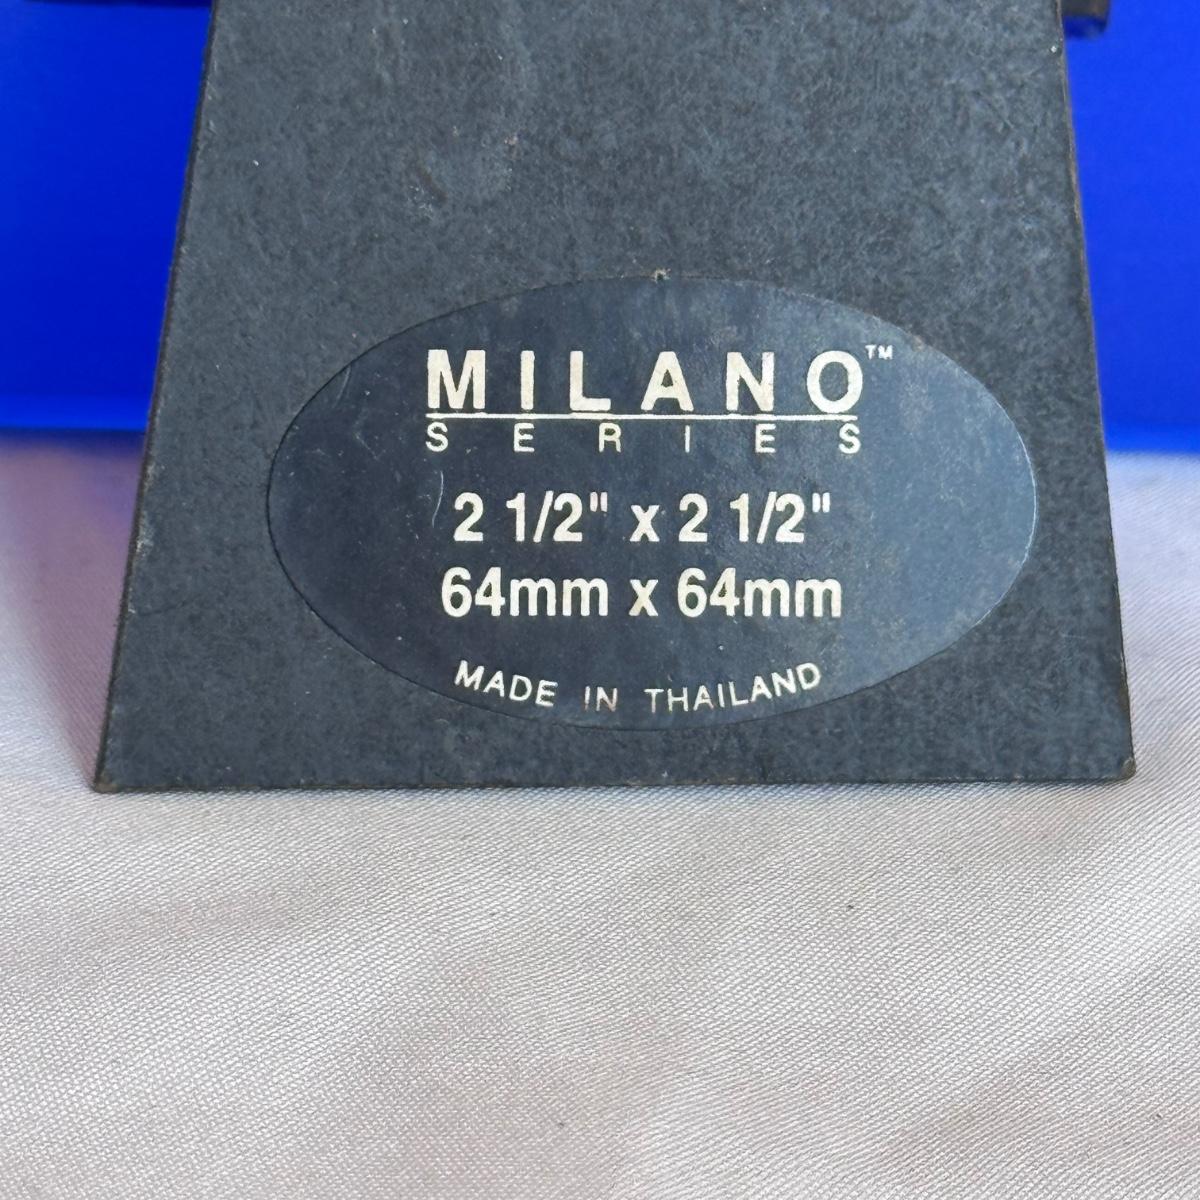 MILANO™
SERIES
2 1/2" x 2 1/2"
64mm x 64mm
MADE IN THAILAND